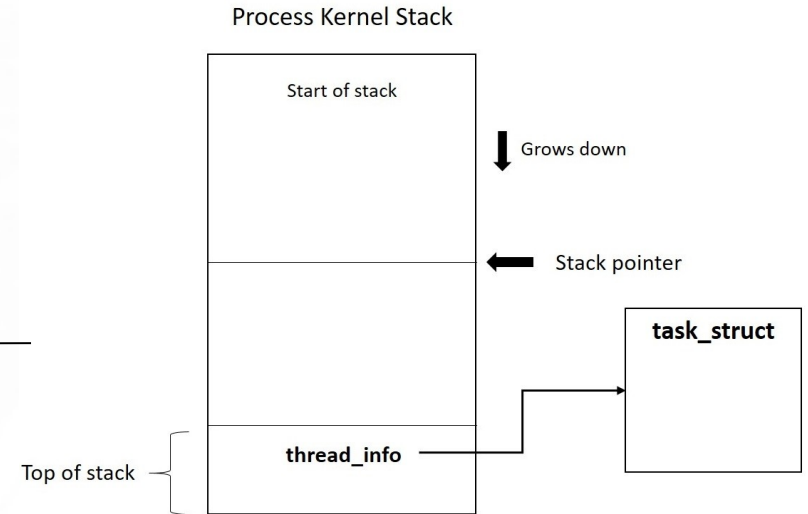 Process Kernel Stack
Start of stack
Grows down
Stack pointer
task_struct
thread_info
Top of stack